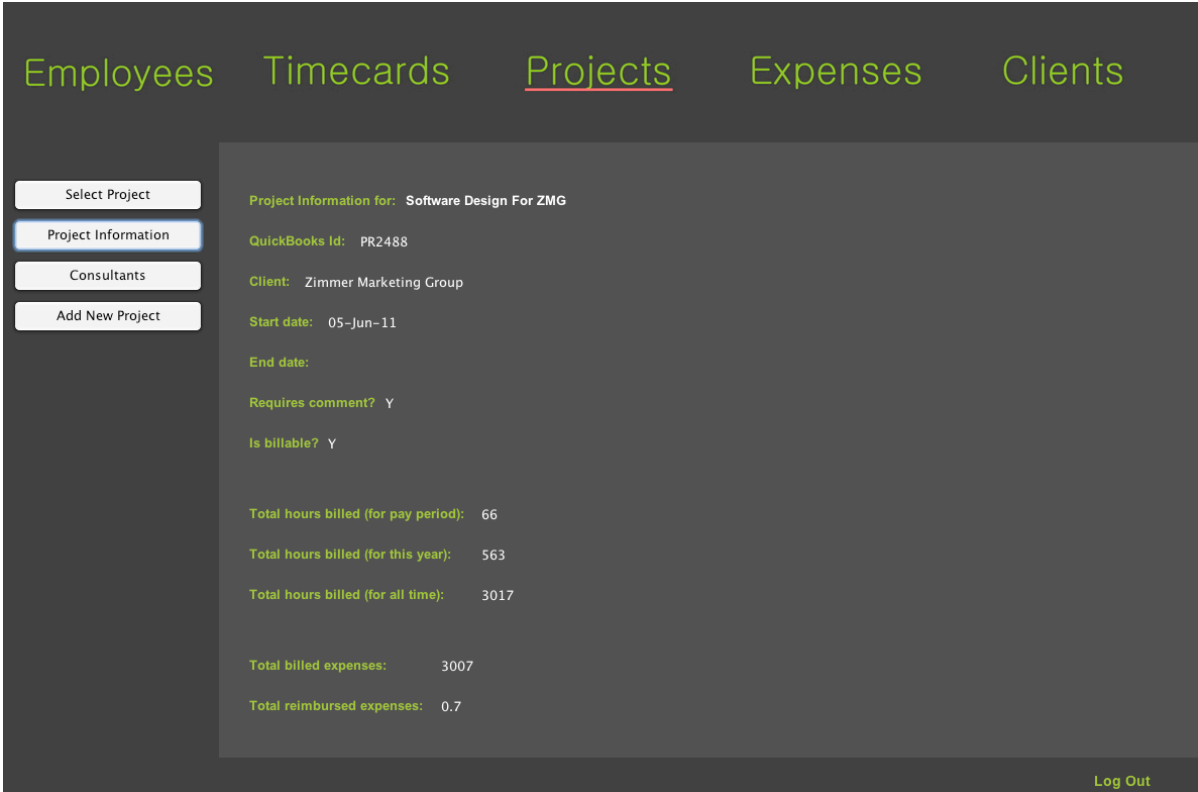 Employees Timecards Projects Expenses Clients
Select Project
Project Information
Consultants
Add New Project
Project Information for: Software Design For ZMG
QuickBooks Id: PR2488
Client: Zimmer Marketing Group
Start date: 05-Jun-11
End date:
Requires comment? Y
Is billable? Y
Total hours billed (for pay period): 66
Total hours billed (for this year): 563
Total hours billed (for all time): 3017
Total billed expenses: 3007
Total reimbursed expenses: 0.7
Log Out